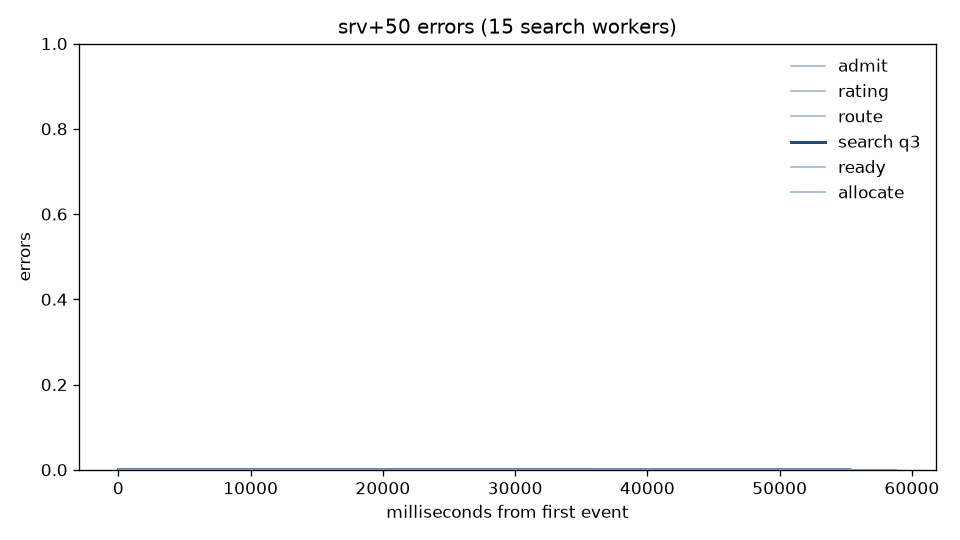 srv+50 errors (15 search workers)
1.0
0.8
0.6
0.4
0.2
0.0
errors
admit
rating
route
search q3
ready
allocate
0 10000 20000 30000 40000 50000 60000
milliseconds from first event